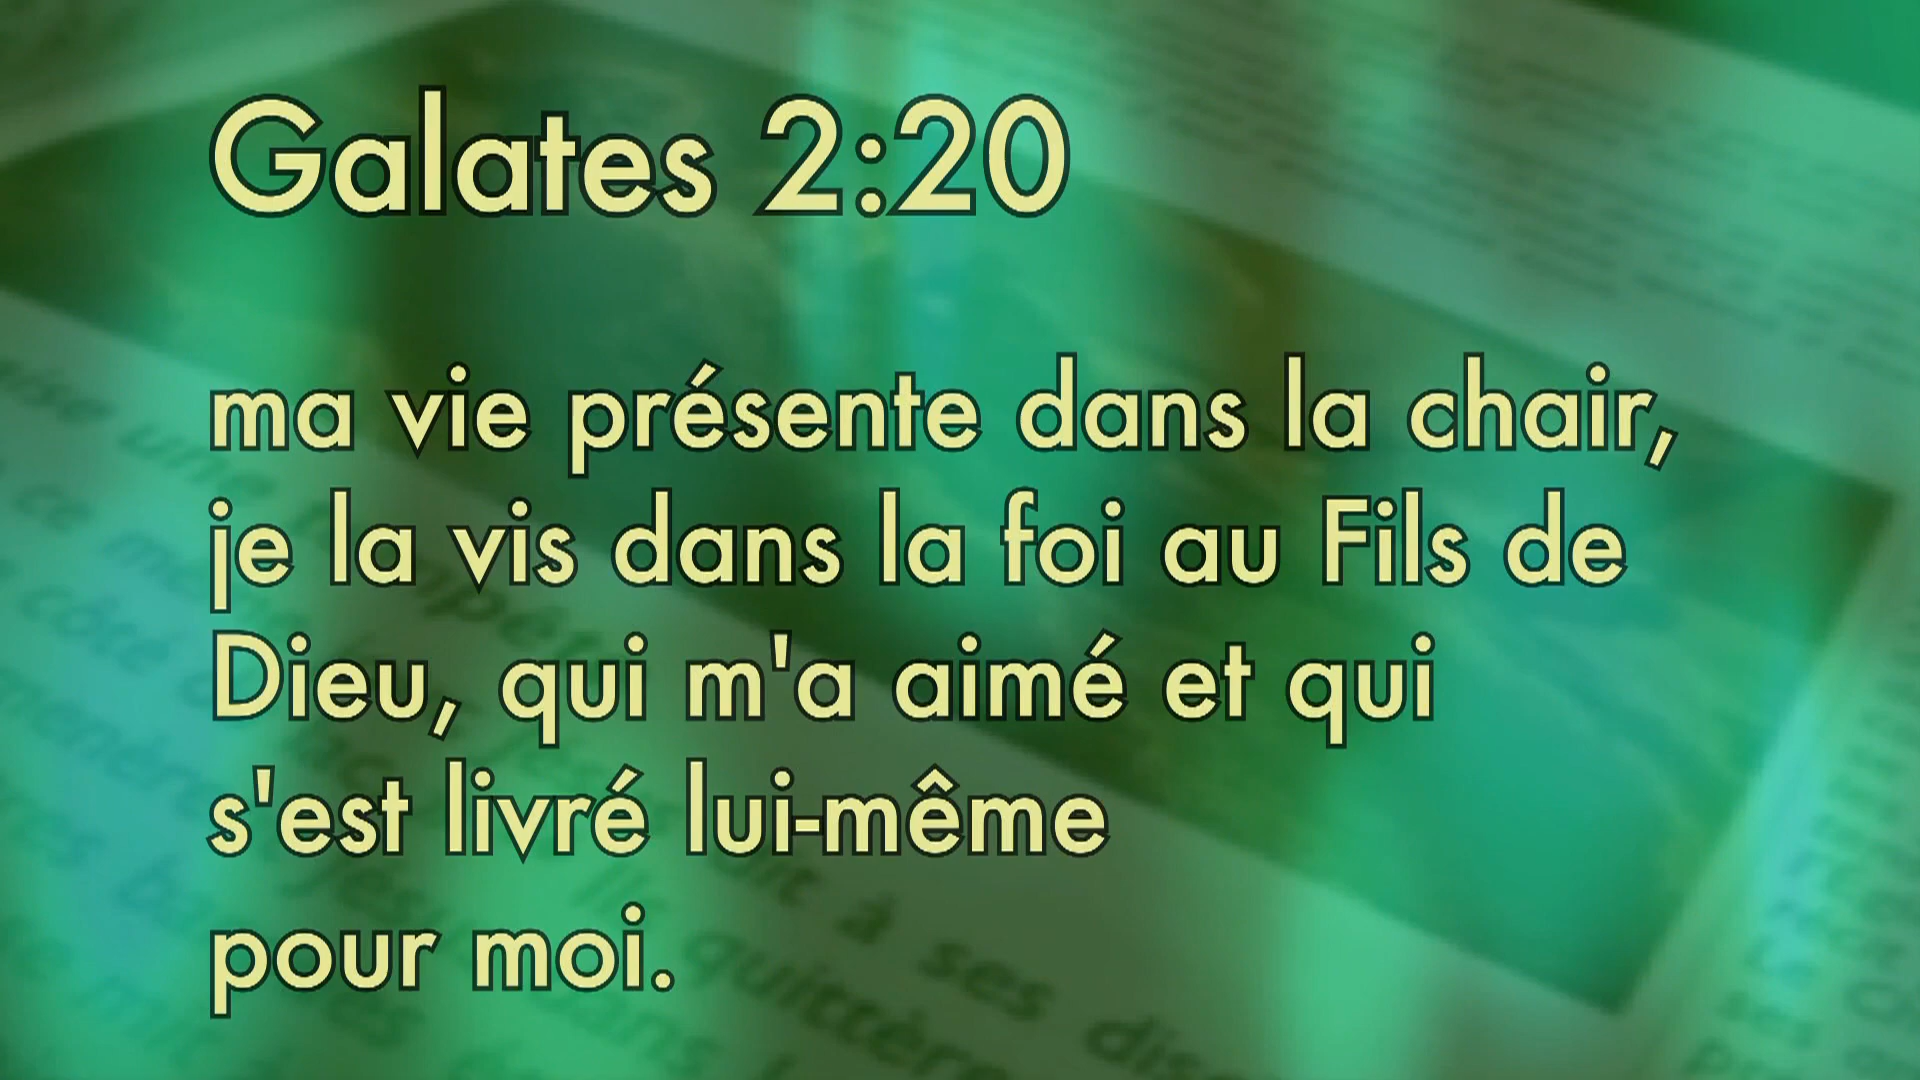 Galates 2:20
ma vie présente dans la chair,
je la vis dans la foi au Fils de
Dieu, qui m'a aimé et qui
s'est livré lui-même
pour moi.
à ses